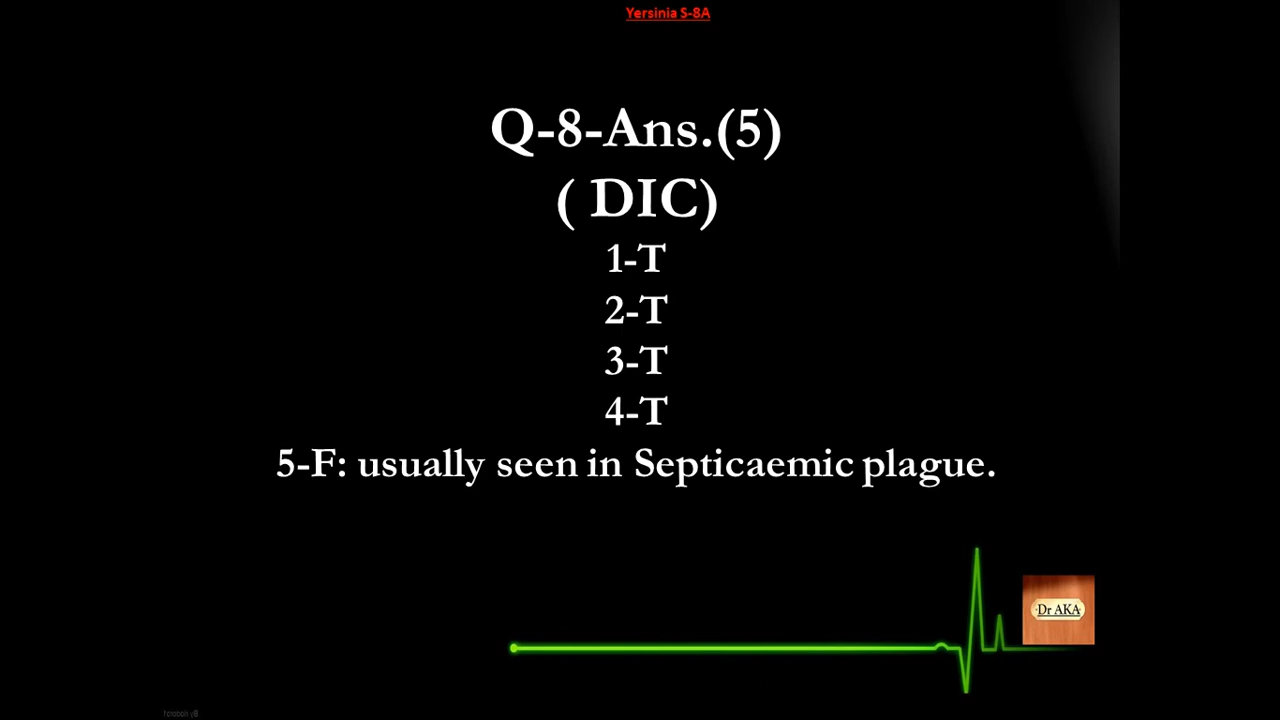 Yersinia S-8A
Q-8-Ans.(5)
( DIC)
1-T
2-T
3-T
4-T
5-F: usually seen in Septicaemic plague.
Dr AKA